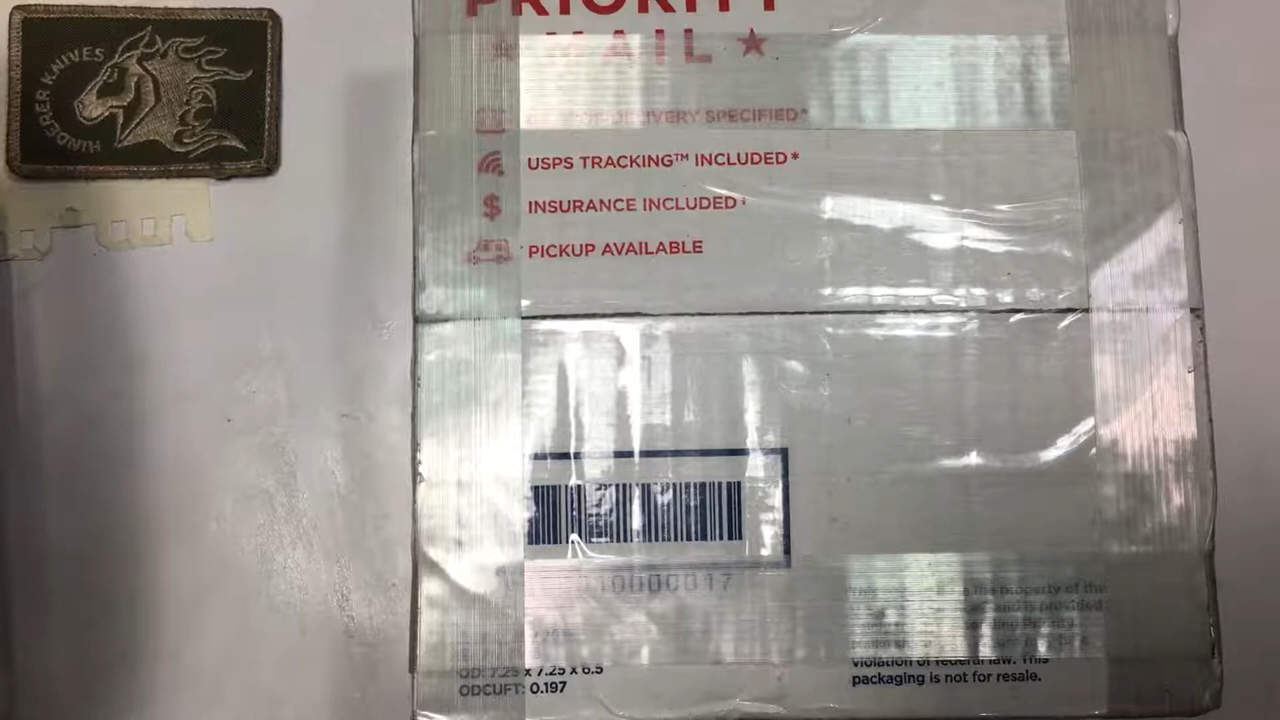 HINDERER KNIVES
PRIORITY
★ MAIL ★
DELIVERY SPECIFIED*
USPS TRACKING™ INCLUDED*
$ INSURANCE INCLUDED
PICKUP AVAILABLE
10000017
the property of the
and is provided
Priority
OD: 7.25 x 7.25 x 6.5
violation of federal law. This
ODCUFT: 0.197
packaging is not for resale.